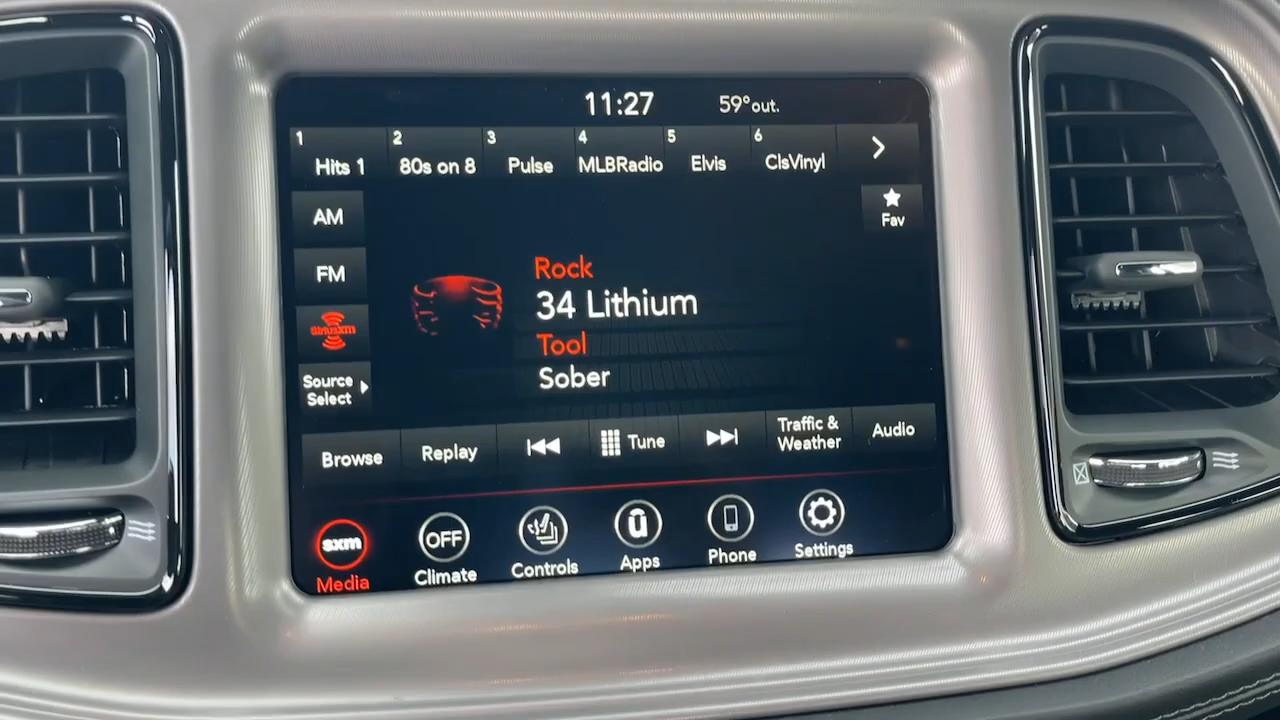 11:27 59°out.
1 2 3 4 5 6
Hits 1 80s on 8 Pulse MLBRadio Elvis ClsVinyl
AM
Fav
FM
Rock
34 Lithium
siriusxm
Tool
Sober
Source
Select
Browse Replay Tune
Traffic &
Weather
Audio
sxm OFF
Media Climate Controls Apps Phone Settings